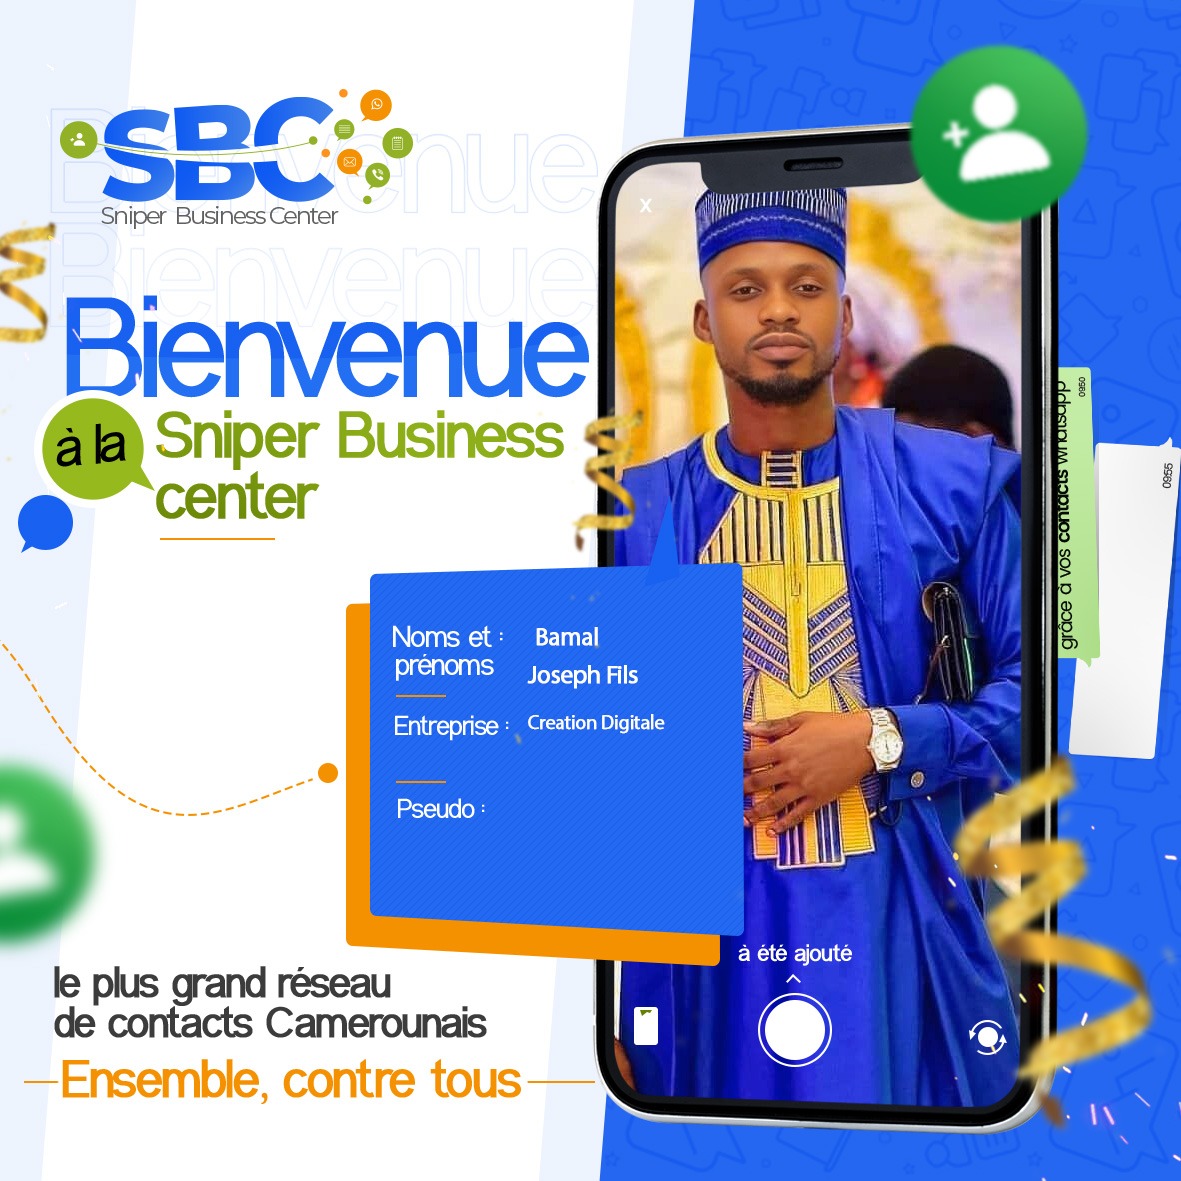 Bienvenue
SBC
Sniper Business Center
Bienvenue
Bienvenue
à la
Sniper Business
center
X
grâce à vos contacts whatsapp
0950
0955
Noms et : Bamal
prénoms Joseph Fils
Entreprise : Creation Digitale
Pseudo :
à été ajouté
le plus grand réseau
de contacts Camerounais
Ensemble, contre tous